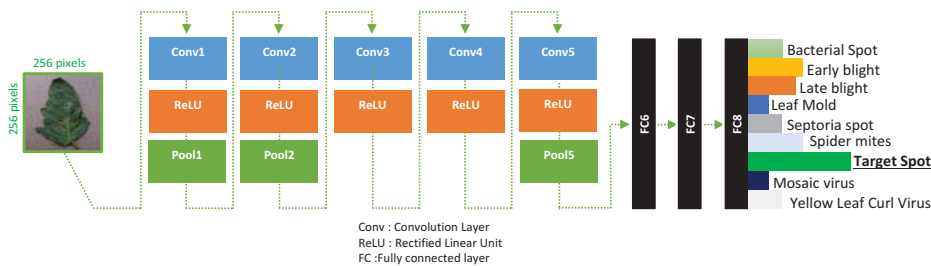 256 pixels
256 pixels
Conv1
Conv2
Conv3
Conv4
Conv5
ReLU
ReLU
ReLU
ReLU
ReLU
Pool1
Pool2
Pool5
FC6
FC7
FC8
Bacterial Spot
Early blight
Late blight
Leaf Mold
Septoria spot
Spider mites
Target Spot
Mosaic virus
Yellow Leaf Curl Virus
Conv : Convolution Layer
ReLU : Rectified Linear Unit
FC :Fully connected layer